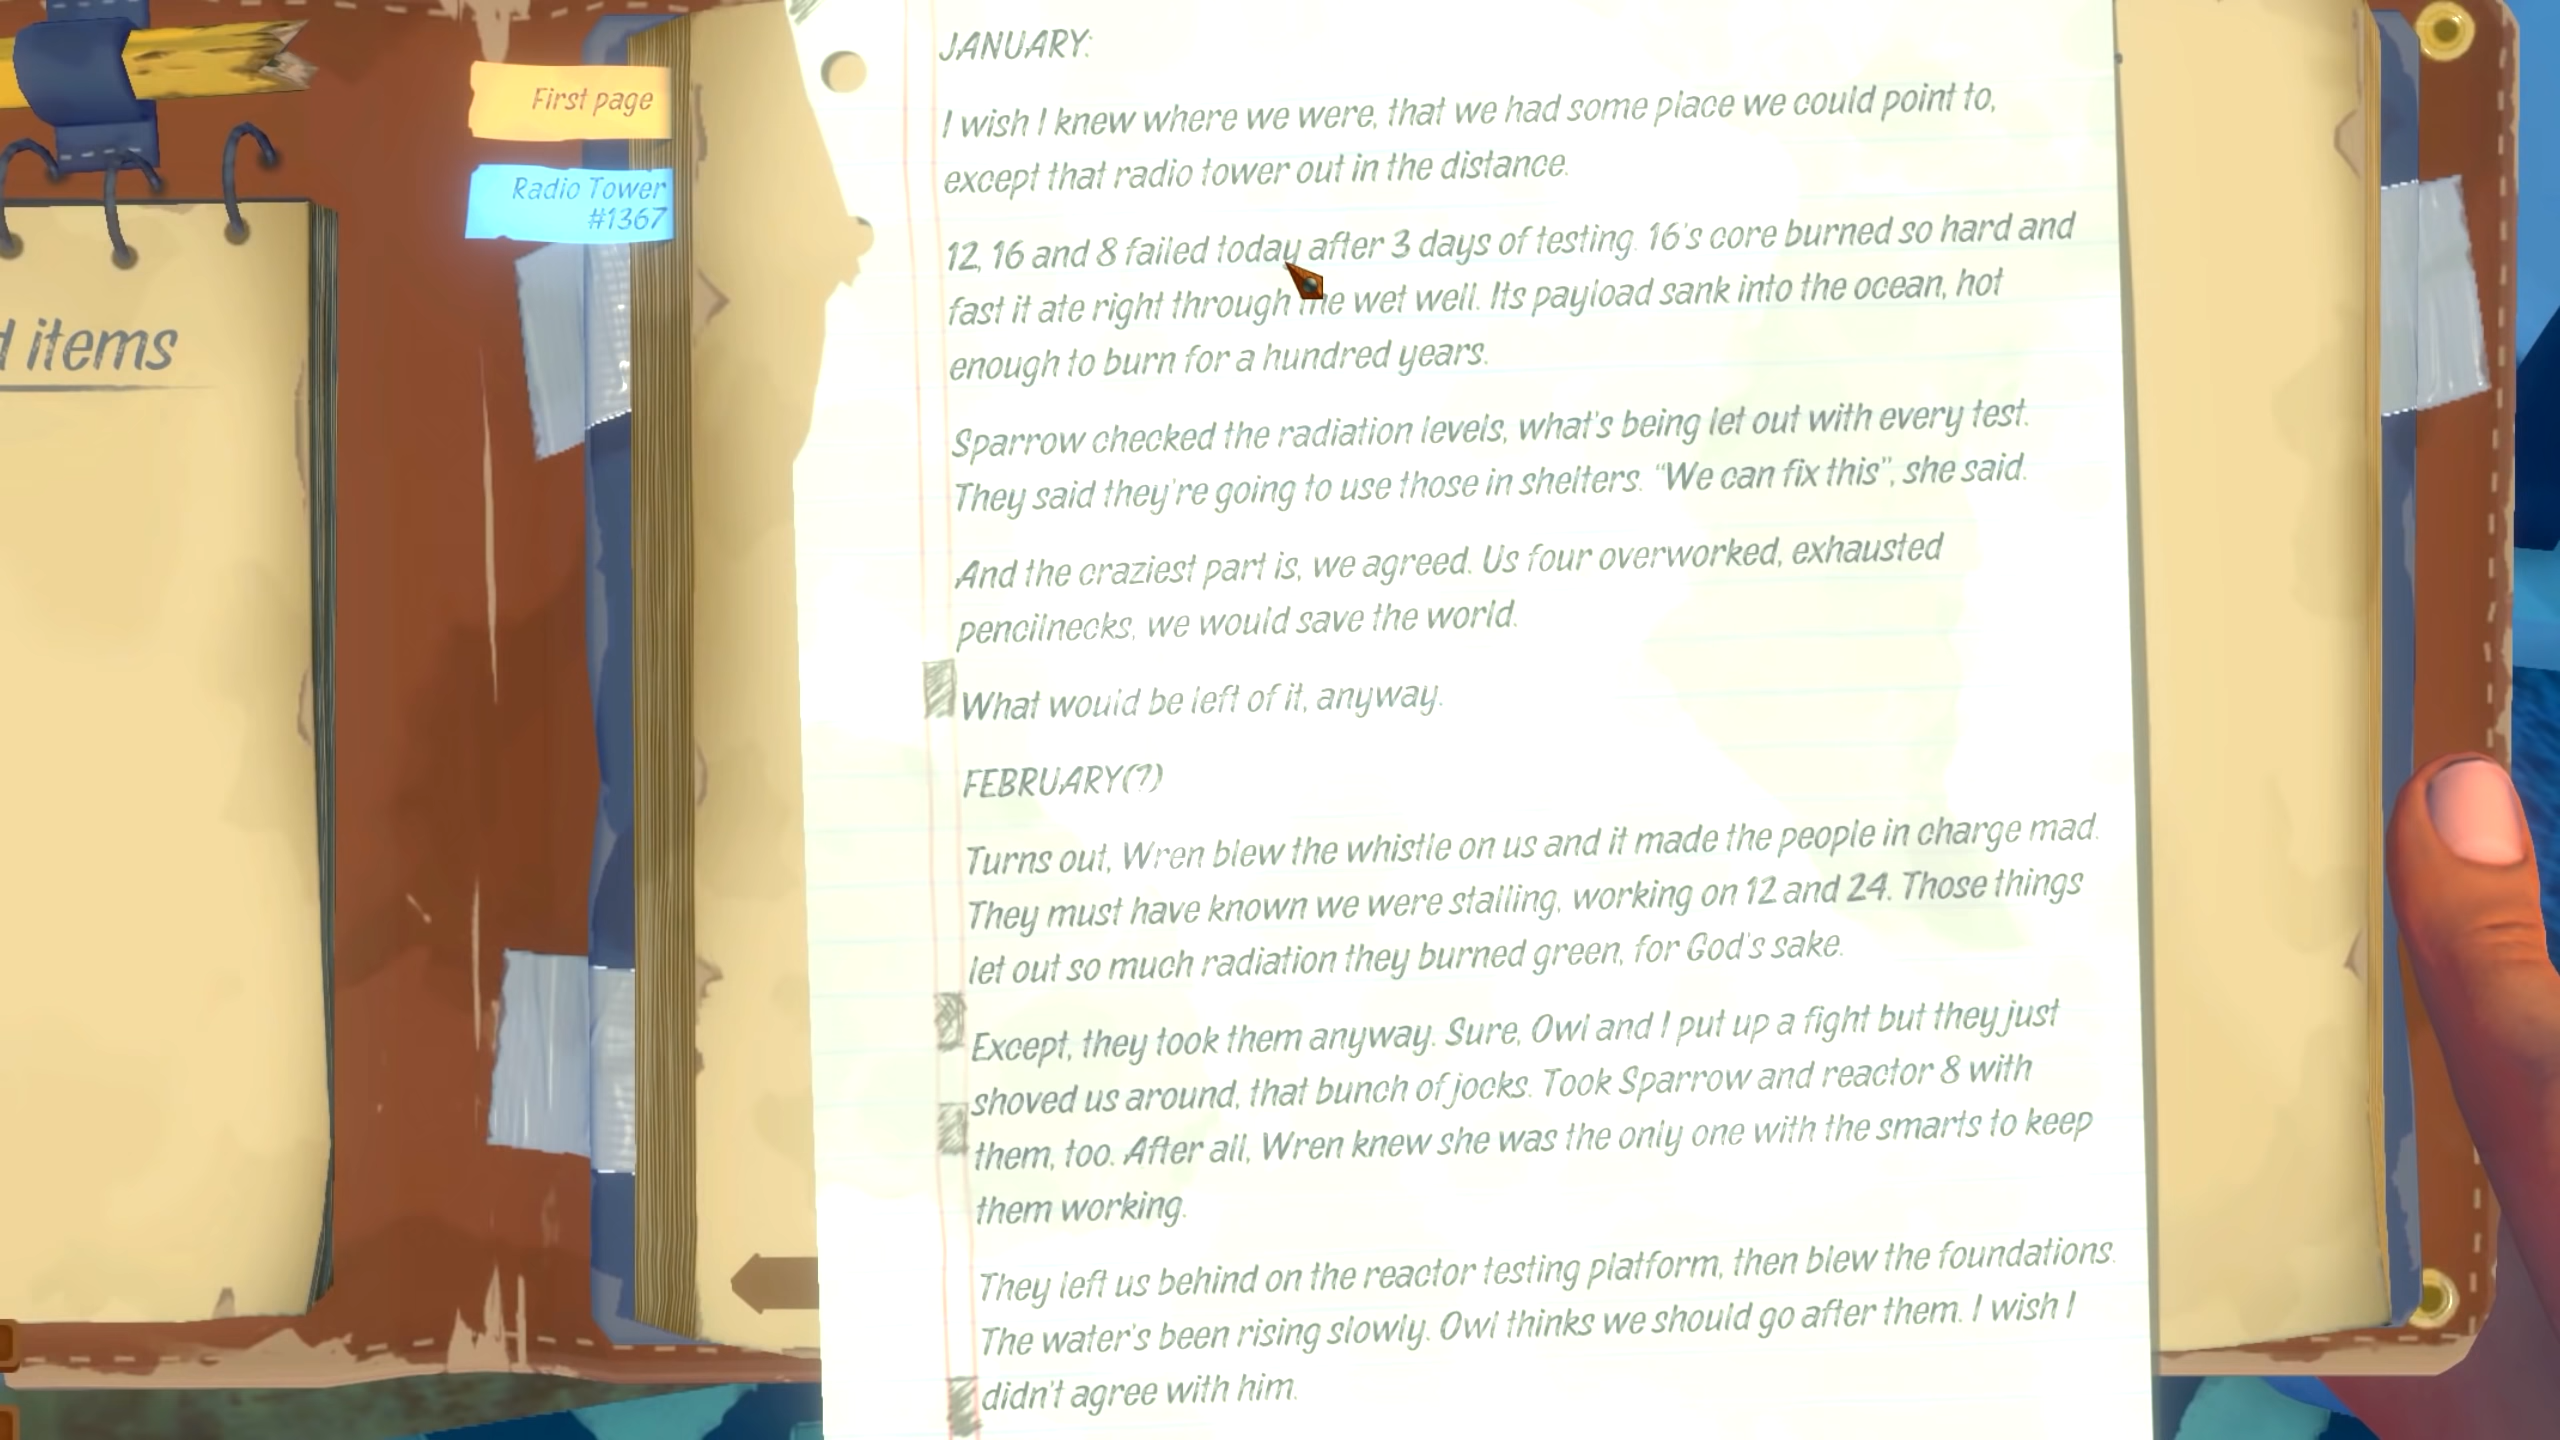 First page
Radio Tower
#1367
d items
JANUARY:
I wish I knew where we were, that we had some place we could point to,
except that radio tower out in the distance.
12, 16 and 8 failed today after 3 days of testing. 16's core burned so hard and
fast it ate right through the wet well. Its payload sank into the ocean, hot
enough to burn for a hundred years.
Sparrow checked the radiation levels, what's being let out with every test.
They said they're going to use those in shelters. "We can fix this", she said.
And the craziest part is, we agreed. Us four overworked, exhausted
pencilnecks, we would save the world.
What would be left of it, anyway.
FEBRUARY(?)
Turns out, Wren blew the whistle on us and it made the people in charge mad.
They must have known we were stalling, working on 12 and 24. Those things
let out so much radiation they burned green, for God's sake.
Except, they took them anyway. Sure, Owl and I put up a fight but they just
shoved us around, that bunch of jocks. Took Sparrow and reactor 8 with
them, too. After all, Wren knew she was the only one with the smarts to keep
them working.
They left us behind on the reactor testing platform, then blew the foundations.
The water's been rising slowly. Owl thinks we should go after them. I wish I
didn't agree with him.